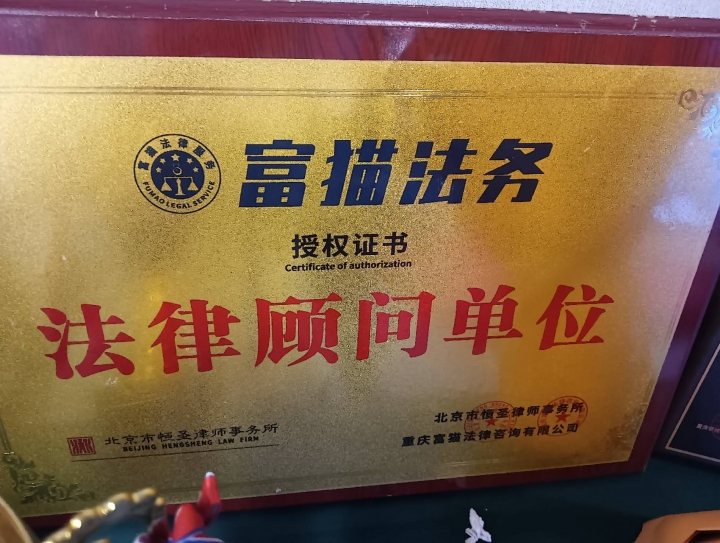 富猫法律服务
FUMAO LEGAL SERVICE
富猫法务
授权证书
Certificate of authorization
法律顾问单位
北京市恒圣律师事务所
BEIJING HENGSHENG LAW FIRM
北京市恒圣律师事务所
重庆富猫法律咨询有限公司